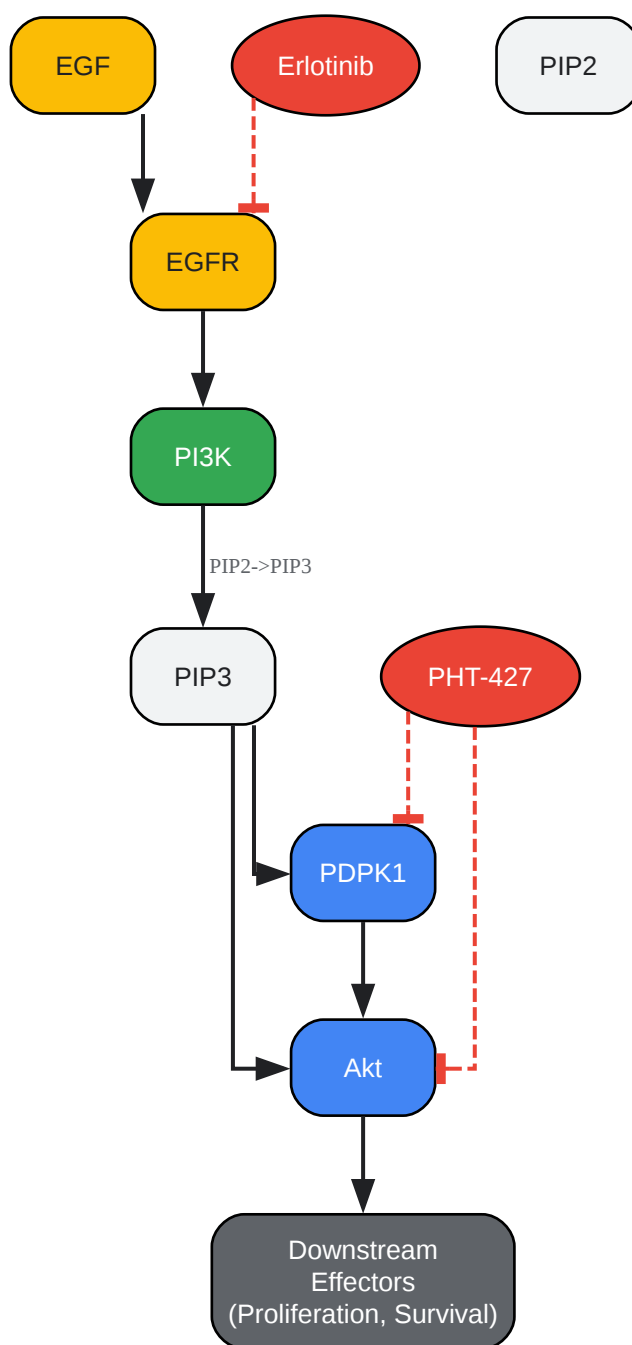 EGF
Erlotinib
PIP2
EGFR
PI3K
PIP2->PIP3
PIP3
PHT-427
PDPK1
Akt
Downstream
Effectors
(Proliferation, Survival)